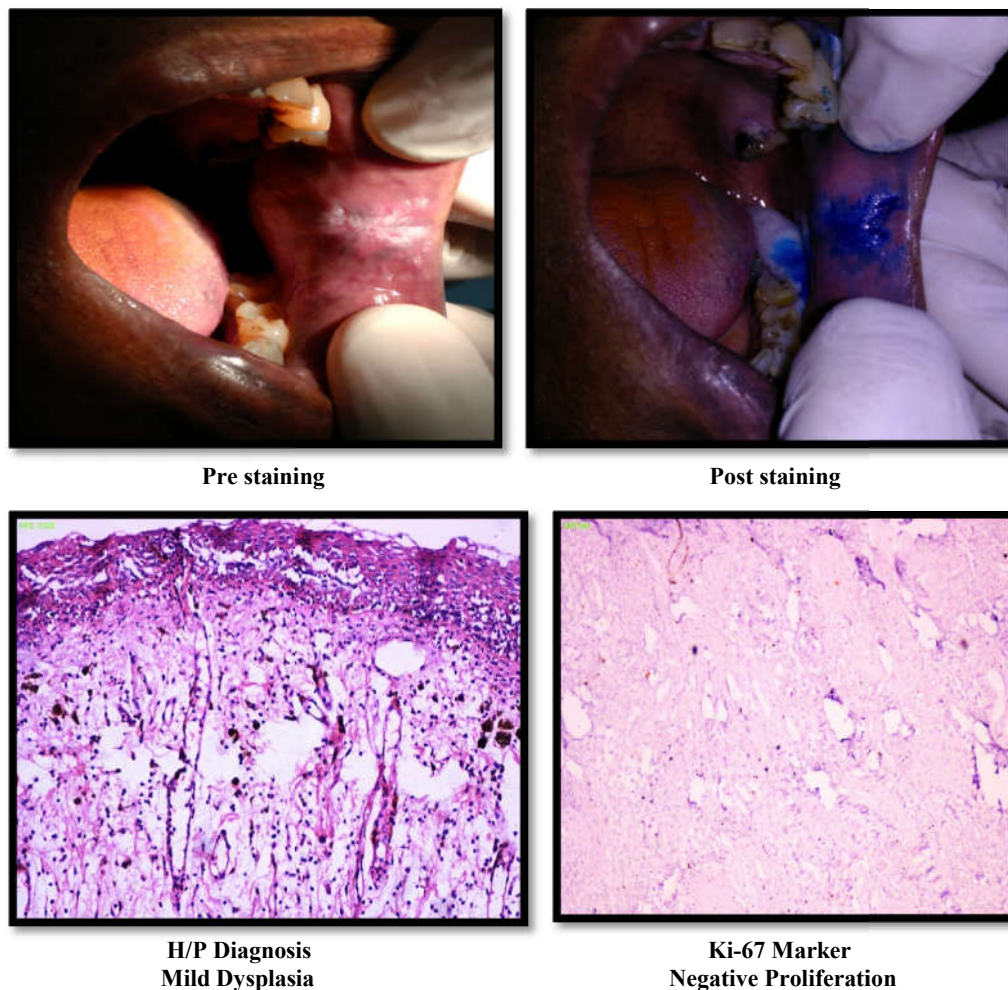 Pre staining
Post staining
H/P Diagnosis
Mild Dysplasia
Ki-67 Marker
Negative Proliferation